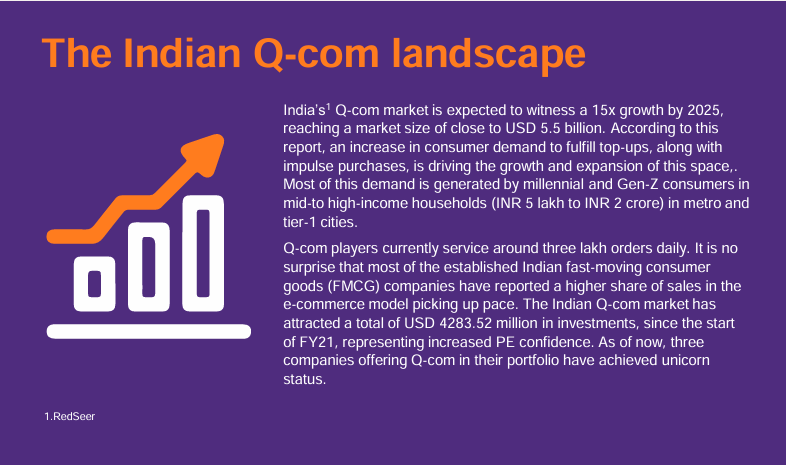 The Indian Q-com landscape
India's¹ Q-com market is expected to witness a 15x growth by 2025,
reaching a market size of close to USD 5.5 billion. According to this
report, an increase in consumer demand to fulfill top-ups, along with
impulse purchases, is driving the growth and expansion of this space,.
Most of this demand is generated by millennial and Gen-Z consumers in
mid-to high-income households (INR 5 lakh to INR 2 crore) in metro and
tier-1 cities.
Q-com players currently service around three lakh orders daily. It is no
surprise that most of the established Indian fast-moving consumer
goods (FMCG) companies have reported a higher share of sales in the
e-commerce model picking up pace. The Indian Q-com market has
attracted a total of USD 4283.52 million in investments, since the start
of FY21, representing increased PE confidence. As of now, three
companies offering Q-com in their portfolio have achieved unicorn
status.
1.RedSeer